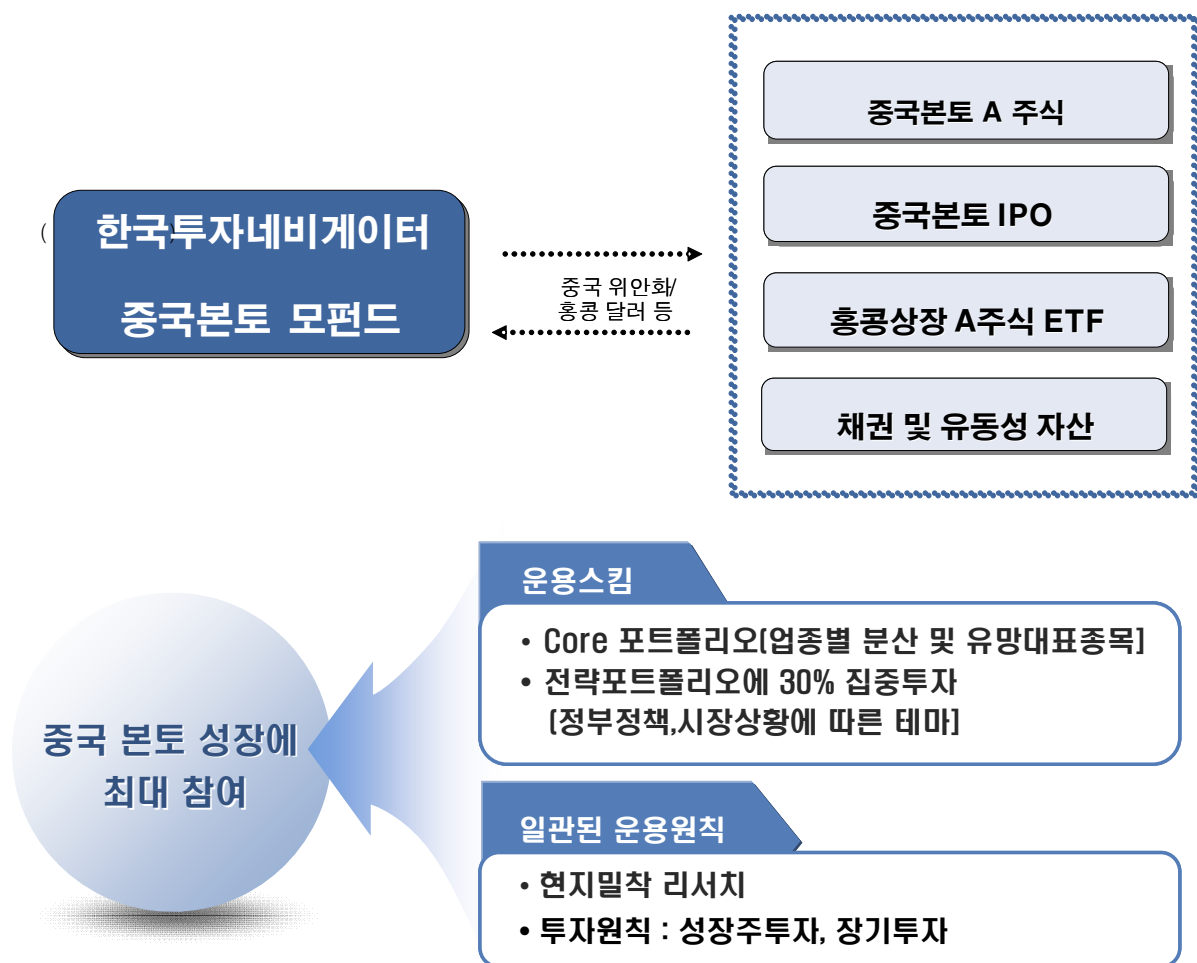 한국투자네비게이터
중국본토 모펀드
( )
중국 위안화/
홍콩 달러 등
중국본토 A 주식
중국본토 IPO
홍콩상장 A주식 ETF
채권 및 유동성 자산
중국 본토 성장에
최대 참여
운용스킴
• Core 포트폴리오[업종별 분산 및 유망대표종목]
• 전략포트폴리오에 30% 집중투자
[정부정책,시장상황에 따른 테마]
일관된 운용원칙
• 현지밀착 리서치
• 투자원칙 : 성장주투자, 장기투자